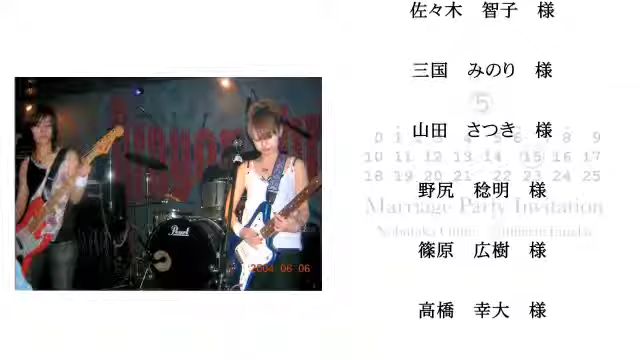 佐々木 智子 様
三国 みのり 様
山田 さつき 様
野尻 稔明 様
篠原 広樹 様
高橋 幸大 様
⑤
10 11 12 13 14 15 16 17
18 19 20 21 22 23 24 25
Marriage Party Invitation
Pearl
2004 06 06